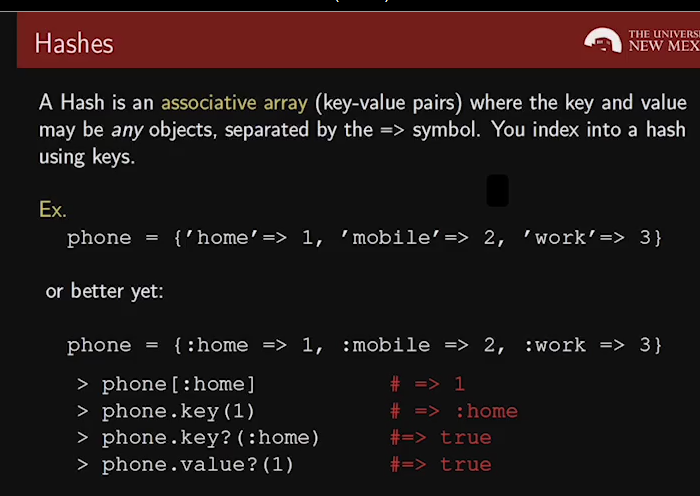 Hashes
THE UNIVERS
NEW MEX
A Hash is an associative array (key-value pairs) where the key and value
may be any objects, separated by the => symbol. You index into a hash
using keys.
Ex.
phone = {'home'=> 1, 'mobile'=> 2, 'work'=> 3}
or better yet:
phone = {:home => 1, :mobile => 2, :work => 3}
> phone[:home] # => 1
> phone.key(1) # => :home
> phone.key?(:home) #=> true
> phone.value?(1) #=> true